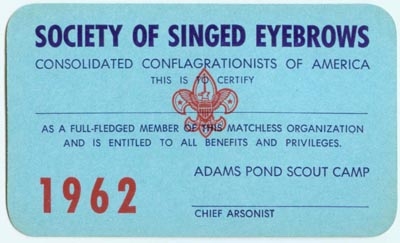 SOCIETY OF SINGED EYEBROWS
CONSOLIDATED CONFLAGRATIONISTS OF AMERICA
THIS IS TO CERTIFY
AS A FULL-FLEDGED MEMBER OF THIS MATCHLESS ORGANIZATION
AND IS ENTITLED TO ALL BENEFITS AND PRIVILEGES.
ADAMS POND SCOUT CAMP
1962
CHIEF ARSONIST